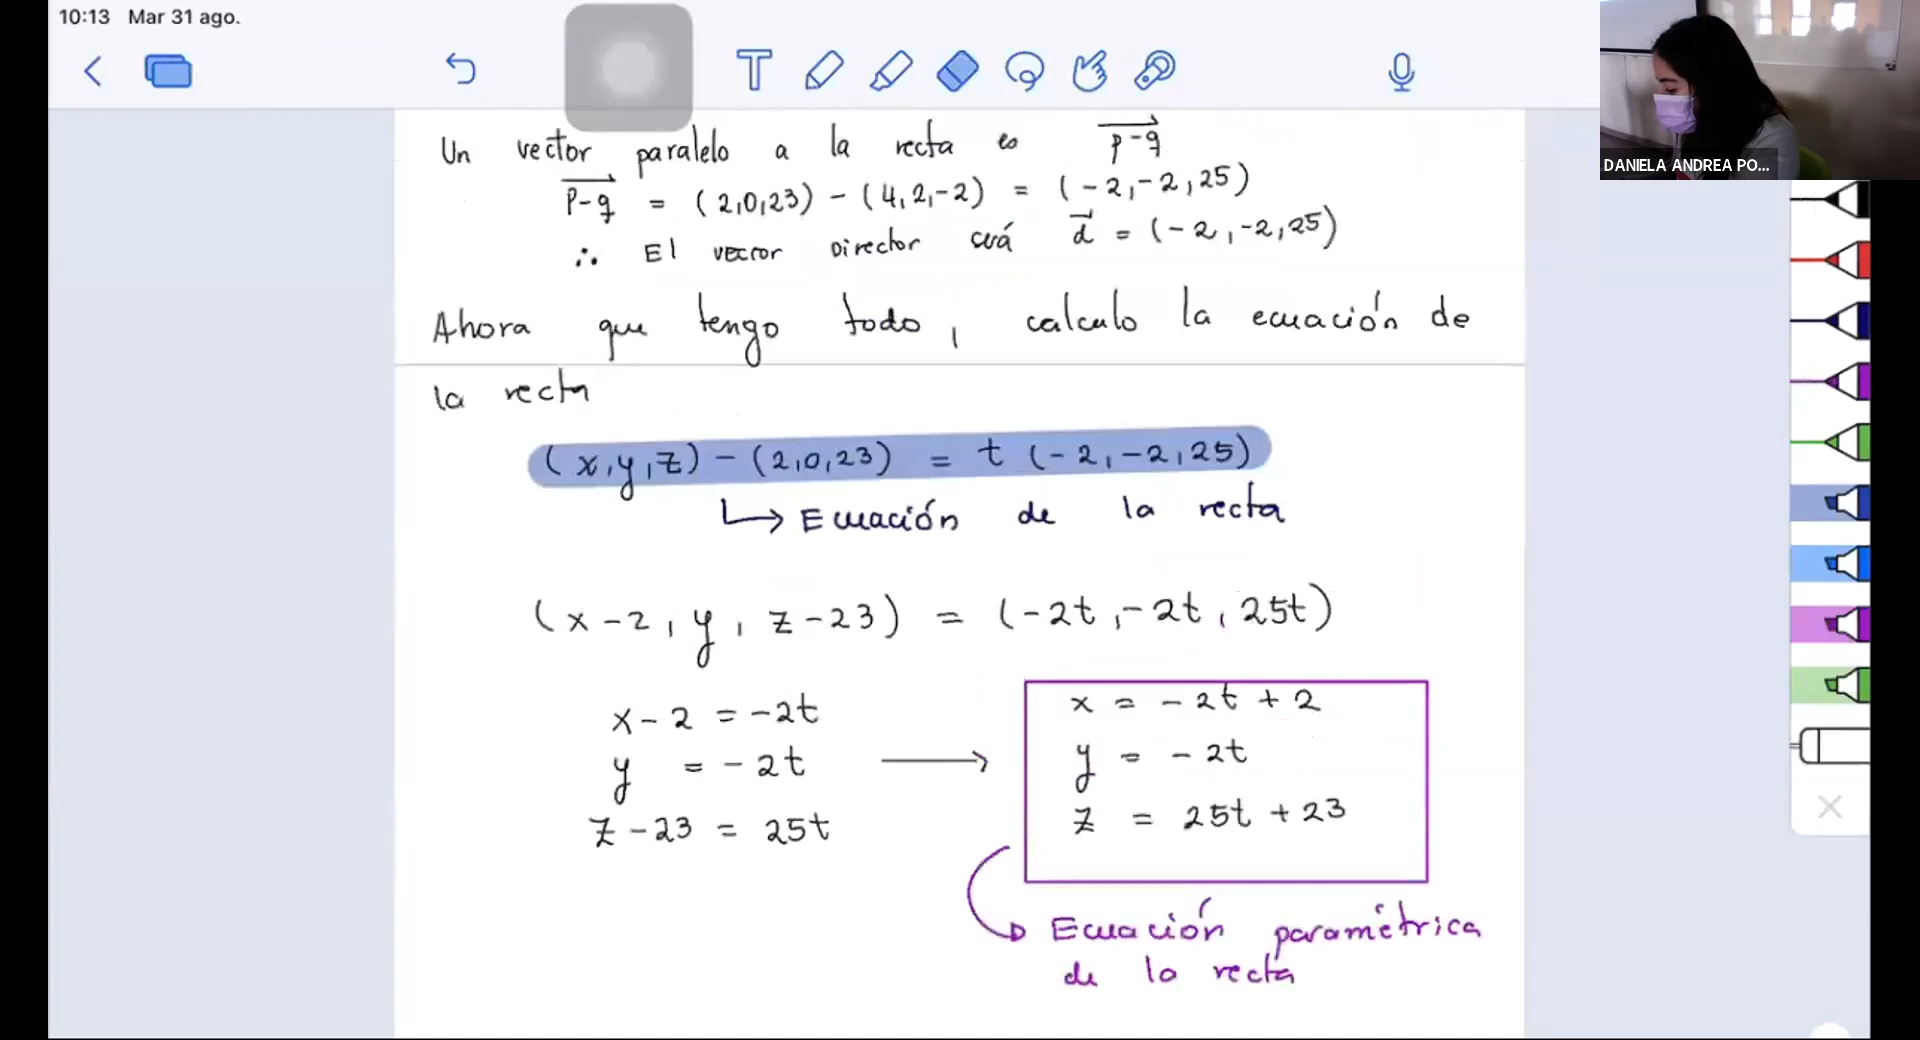 10:13 Mar 31 ago.
DANIELA ANDREA PO...
Un vector paralelo a la recta es p-q
p-q = (2,0,23) - (4,2,-2) = (-2,-2,25)
∴ El vector Director será d = (-2,-2,25)
Ahora que tengo todo, calculo la ecuación de
la recta
(x,y,z) - (2,0,23) = t (-2,-2,25)
↳ Ecuación de la recta
(x-2, y, z-23) = (-2t, -2t, 25t)
x - 2 = -2t
y = -2t →
z - 23 = 25t
x = -2t + 2
y = -2t
z = 25t + 23
Ecuación paramétrica
de la recta